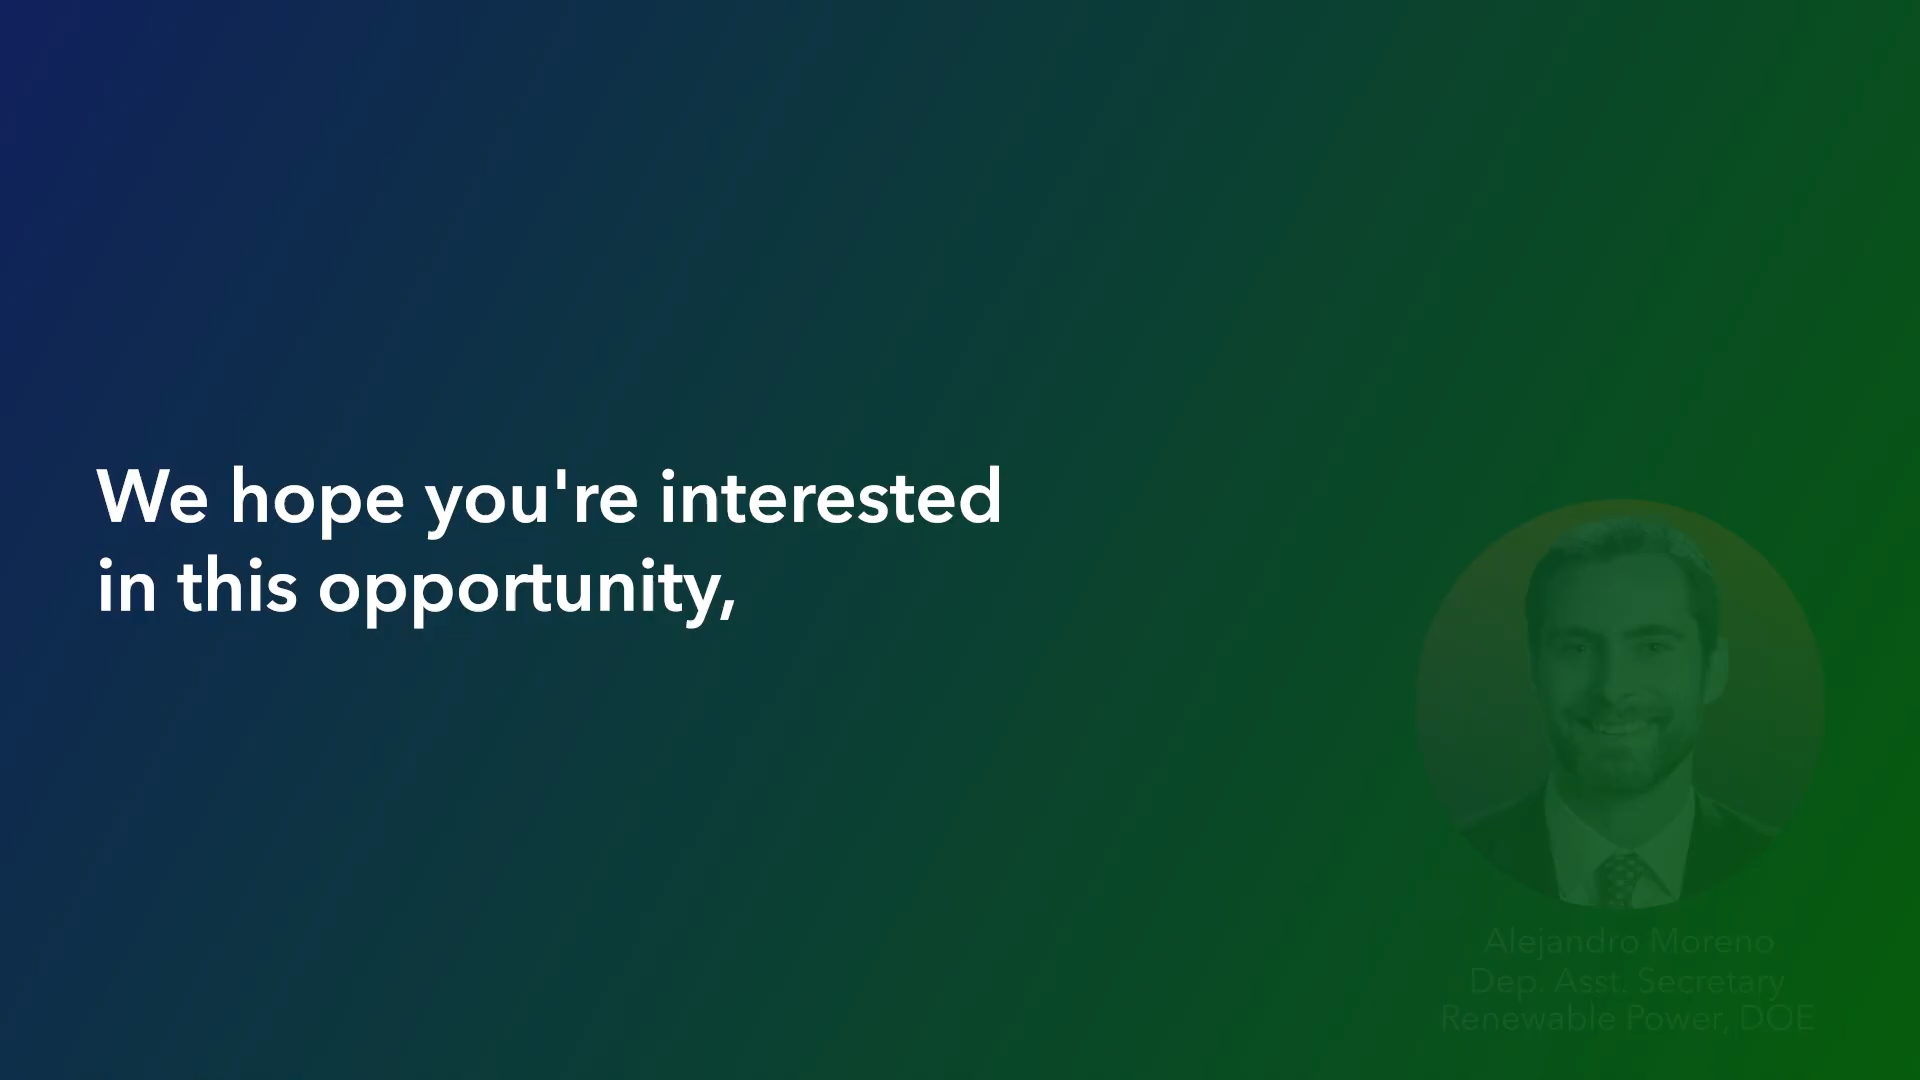 We hope you're interested
in this opportunity,
Alejandro Moreno
Dep. Asst. Secretary
Renewable Power, DOE